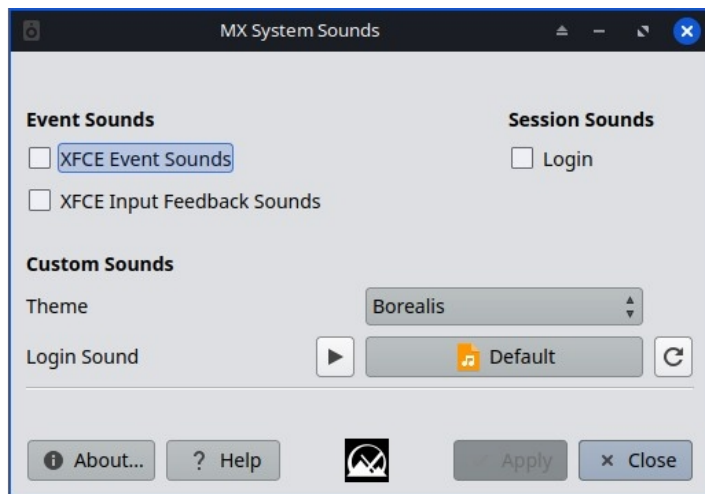 MX System Sounds
Event Sounds
Session Sounds
XFCE Event Sounds
Login
XFCE Input Feedback Sounds
Custom Sounds
Theme
Borealis
Login Sound
Default
About...
? Help
Apply
Close